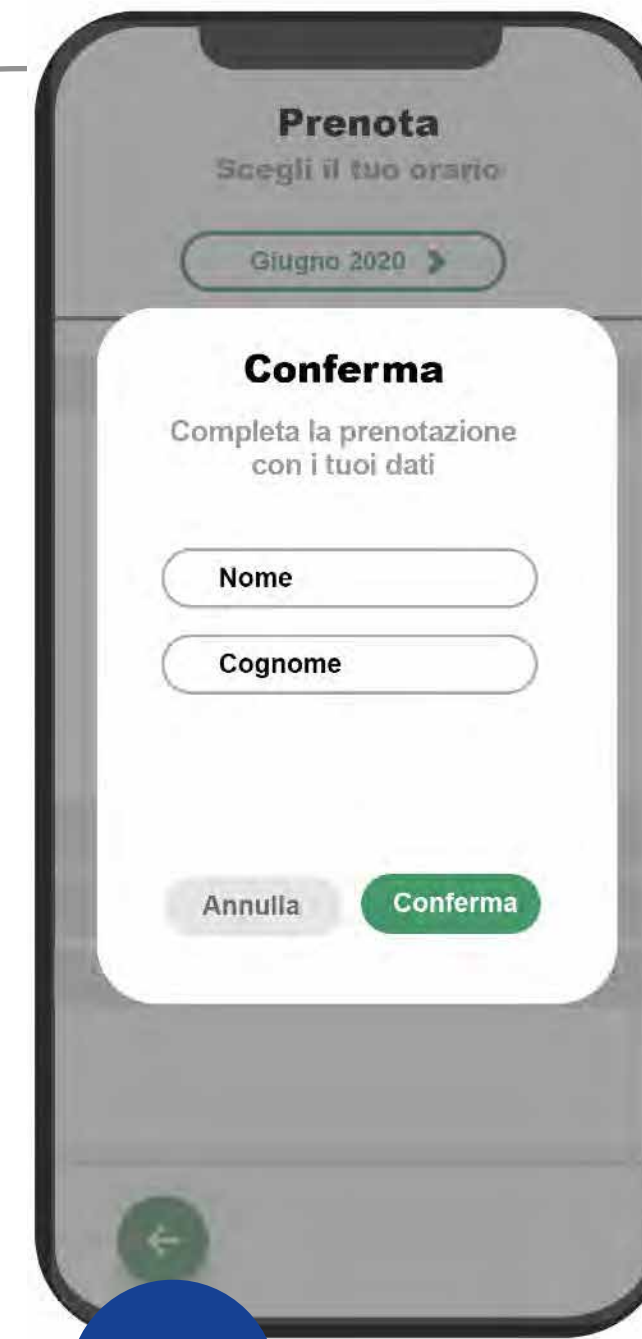 Prenota
Scegli il tuo orario
Giugno 2020
Conferma
Completa la prenotazione
con i tuoi dati
Nome
Cognome
Annulla
Conferma